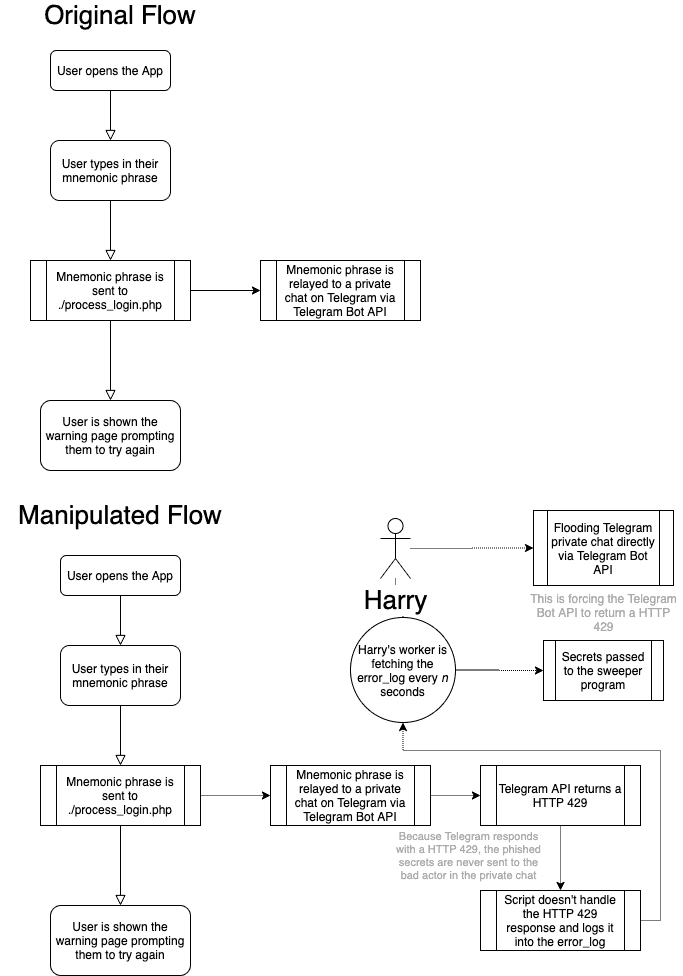 Original Flow
User opens the App
User types in their
mnemonic phrase
Mnemonic phrase is
sent to
./process_login.php
Mnemonic phrase is
relayed to a private
chat on Telegram via
Telegram Bot API
User is shown the
warning page prompting
them to try again
Manipulated Flow
User opens the App
User types in their
mnemonic phrase
Harry
Flooding Telegram
private chat directly
via Telegram Bot
API
This is forcing the Telegram
Bot API to return a HTTP
429
Harry's worker is
fetching the
error_log every n
seconds
Secrets passed
to the sweeper
program
Mnemonic phrase is
sent to
./process_login.php
Mnemonic phrase is
relayed to a private
chat on Telegram via
Telegram Bot API
Telegram API returns a
HTTP 429
Because Telegram responds
with a HTTP 429, the phished
secrets are never sent to the
bad actor in the private chat
Script doesn't handle
the HTTP 429
response and logs it
into the error_log
User is shown the
warning page prompting
them to try again